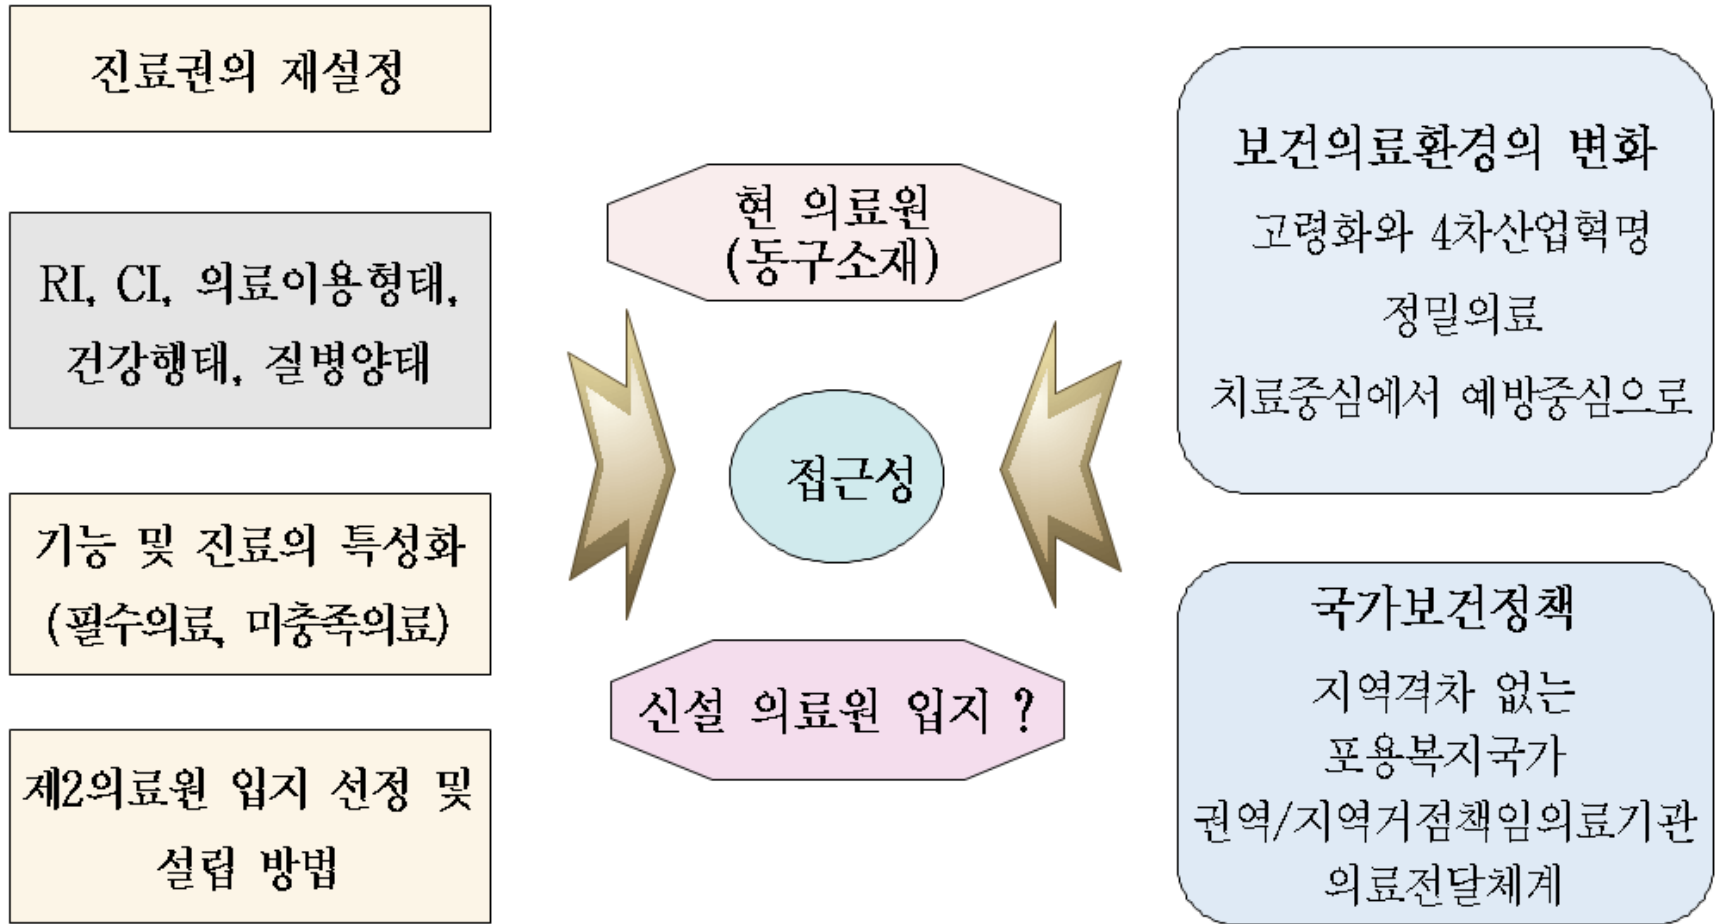 진료권의 재설정
RI, CI, 의료이용형태,
건강행태, 질병양태
기능 및 진료의 특성화
(필수의료, 미충족의료)
제2의료원 입지 선정 및
설립 방법
현 의료원
(동구소재)
접근성
신설 의료원 입지 ?
보건의료환경의 변화
고령화와 4차산업혁명
정밀의료
치료중심에서 예방중심으로
국가보건정책
지역격차 없는
포용복지국가
권역/지역거점책임의료기관
의료전달체계